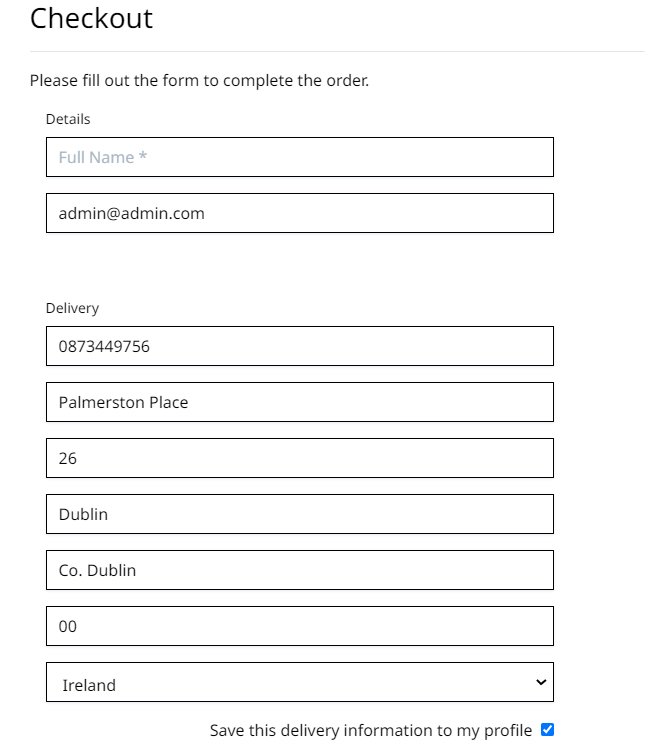 Checkout
Please fill out the form to complete the order.
Details
Full Name *
admin@admin.com
Delivery
0873449756
Palmerston Place
26
Dublin
Co. Dublin
00
Ireland
Save this delivery information to my profile